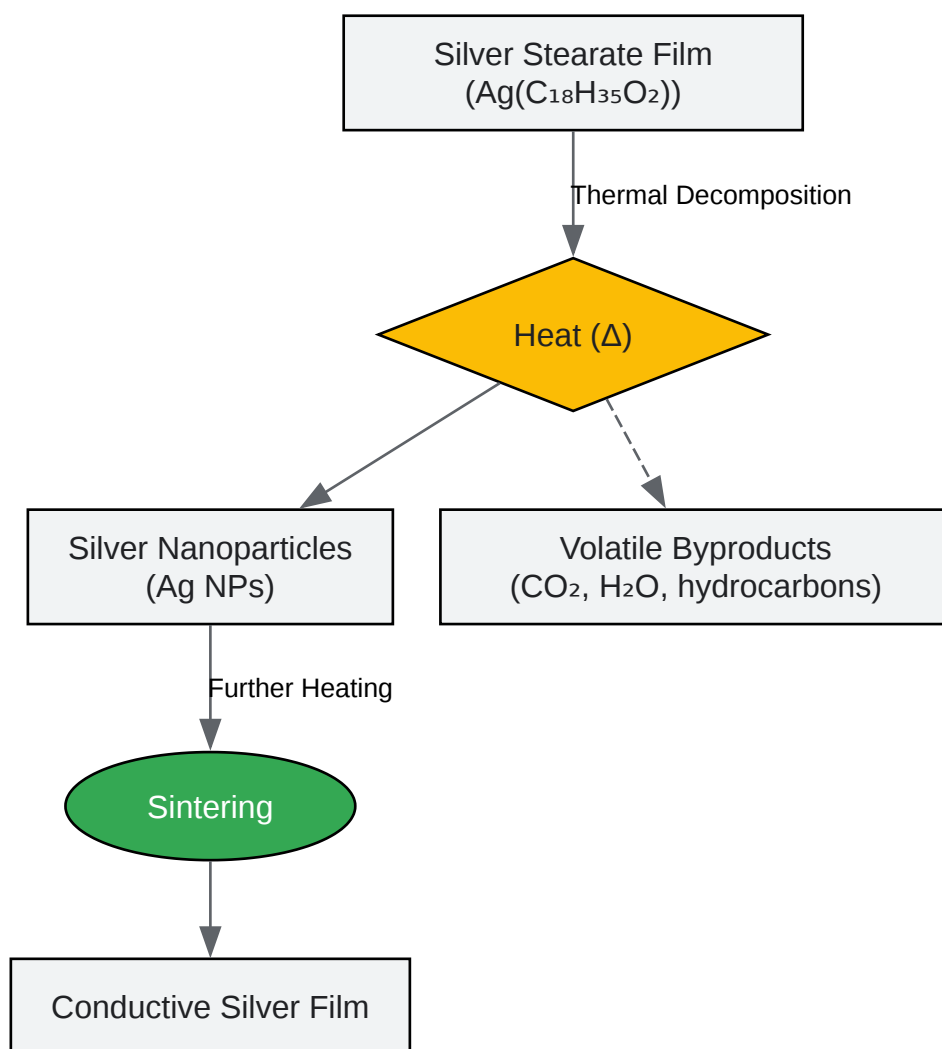 Silver Stearate Film
(Ag(C₁₈H₃₅O₂))
Thermal Decomposition
Heat (Δ)
Silver Nanoparticles
(Ag NPs)
Volatile Byproducts
(CO₂, H₂O, hydrocarbons)
Further Heating
Sintering
Conductive Silver Film